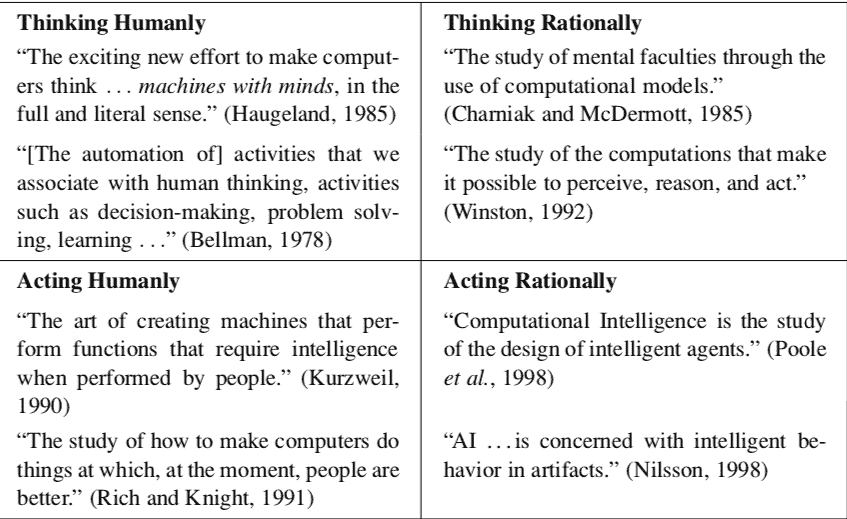 Thinking Humanly
“The exciting new effort to make comput-
ers think ... machines with minds, in the
full and literal sense.” (Haugeland, 1985)
“[The automation of] activities that we
associate with human thinking, activities
such as decision-making, problem solv-
ing, learning ...” (Bellman, 1978)
Thinking Rationally
“The study of mental faculties through the
use of computational models.”
(Charniak and McDermott, 1985)
“The study of the computations that make
it possible to perceive, reason, and act.”
(Winston, 1992)
Acting Humanly
“The art of creating machines that per-
form functions that require intelligence
when performed by people.” (Kurzweil,
1990)
“The study of how to make computers do
things at which, at the moment, people are
better.” (Rich and Knight, 1991)
Acting Rationally
“Computational Intelligence is the study
of the design of intelligent agents.” (Poole
et al., 1998)
“AI ...is concerned with intelligent be-
havior in artifacts.” (Nilsson, 1998)